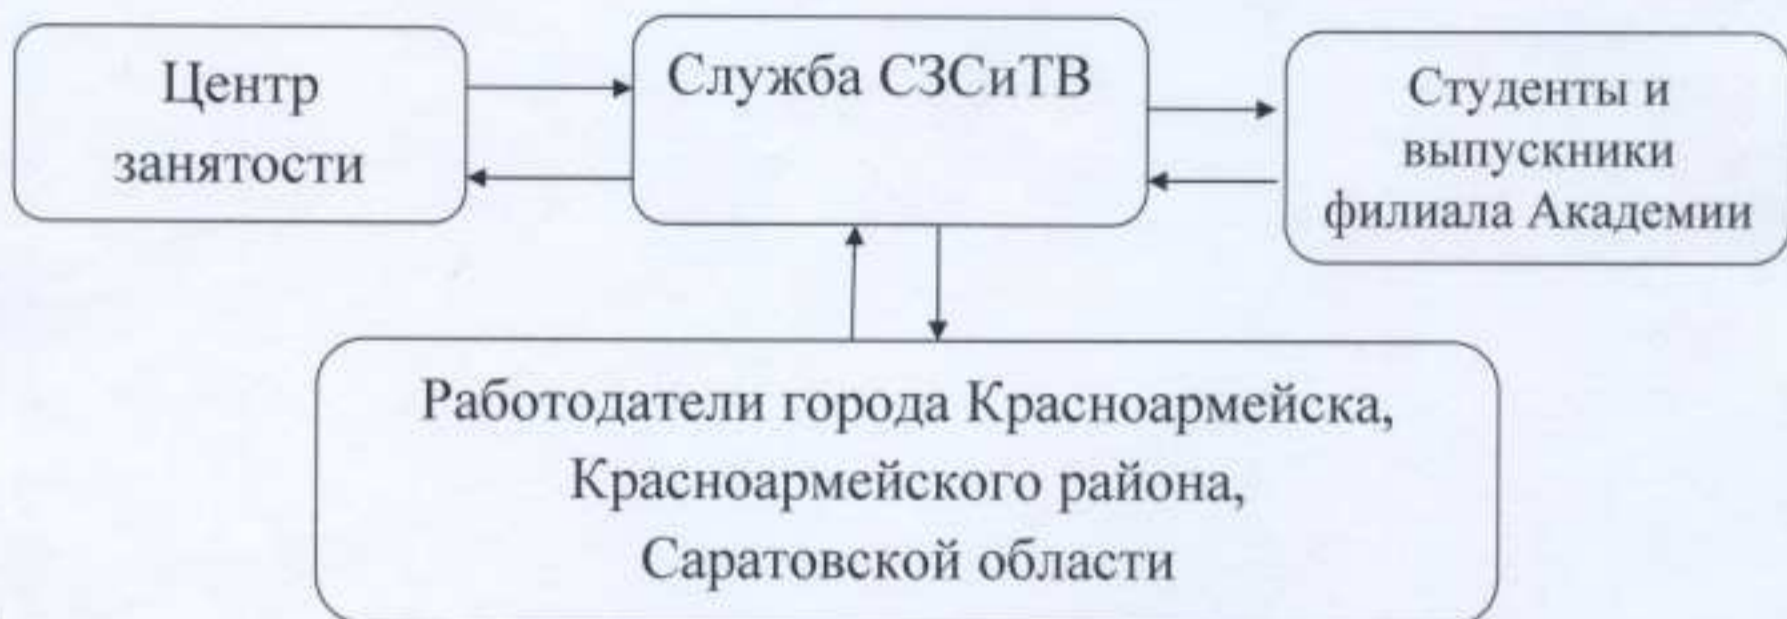 Центр
занятости
Служба СЗСиТВ
Студенты и
выпускники
филиала Академии
Работодатели города Красноармейска,
Красноармейского района,
Саратовской области